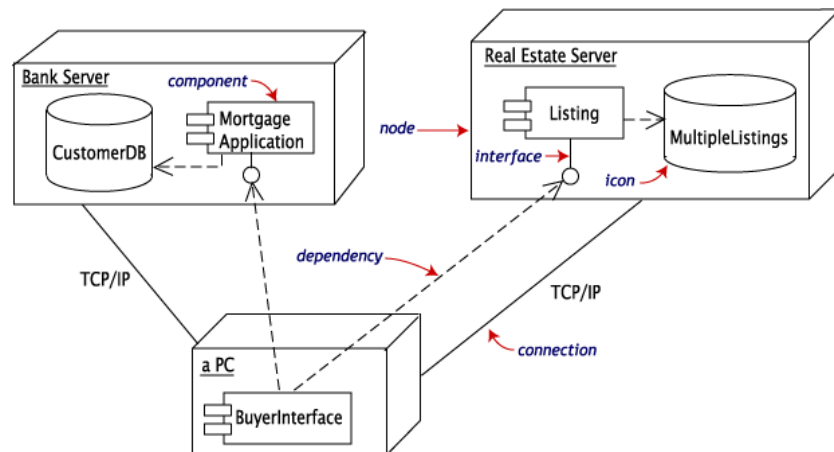 Bank Server
component
Mortgage
Application
CustomerDB
Real Estate Server
node
Listing
interface
MultipleListings
icon
dependency
TCP/IP
TCP/IP
connection
a PC
BuyerInterface